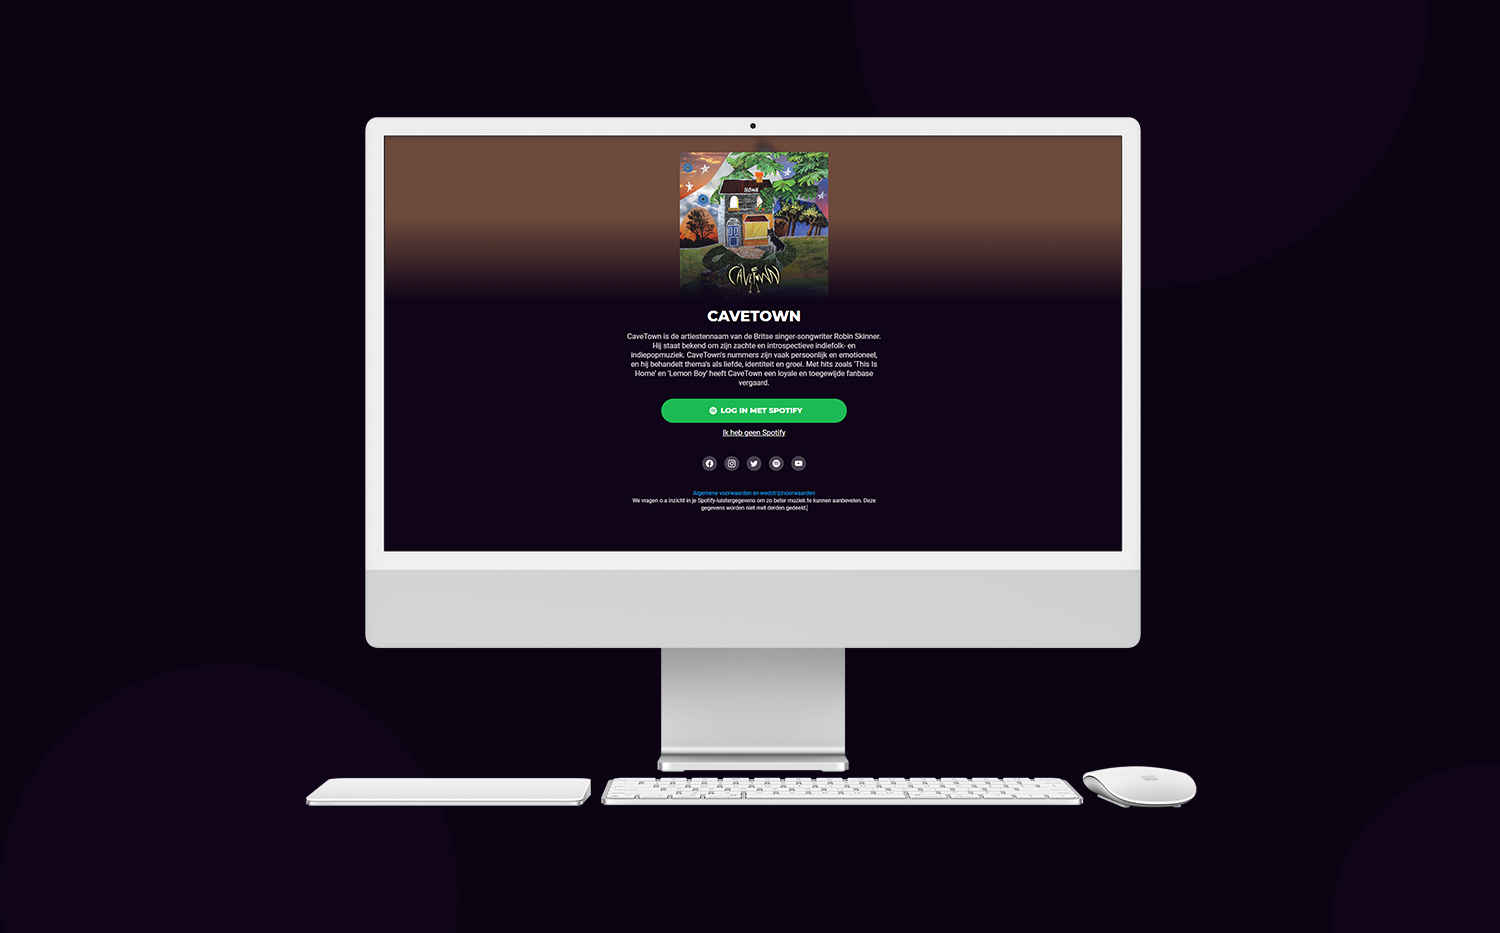 HOME
CAVETOWN
CAVETOWN
CaveTown is de artiestennaam van de Britse singer-songwriter Robin Skinner.
Hij staat bekend om zijn zachte en introspectieve indiefolk- en
indiepopmuziek. CaveTown's nummers zijn vaak persoonlijk en emotioneel,
en hij behandelt thema's als liefde, identiteit en groei. Met hits zoals 'This Is
Home' en 'Lemon Boy' heeft CaveTown een loyale en toegewijde fanbase
vergaard.
LOG IN MET SPOTIFY
Ik heb geen Spotify
Algemene voorwaarden en wedstrijdvoorwaarden
We vragen o.a inzicht in je Spotify-luistergegevens om zo beter muziek te kunnen aanbevelen. Deze
gegevens worden niet met derden gedeeld.